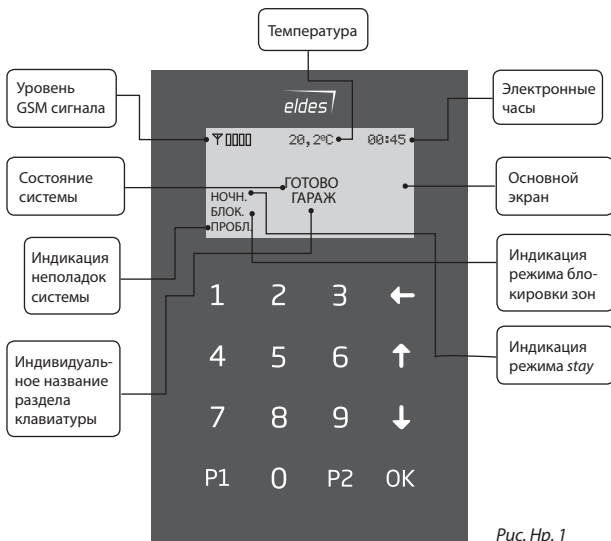 Температура
Уровень
GSM сигнала
Электронные
часы
eldes
20,2ºC
00:45
Состояние
системы
ГОТОВО
ГАРАЖ
Основной
экран
НОЧН.
БЛОК.
ПРОБЛ.
Индикация
неполадок
системы
Индикация
режима бло-
кировки зон
Индивидуаль-
ное название
раздела
клавиатуры
Индикация
режима stay
1 2 3 ←
4 5 6 ↑
7 8 9 ↓
P1 0 P2 OK
Рис. Нр. 1